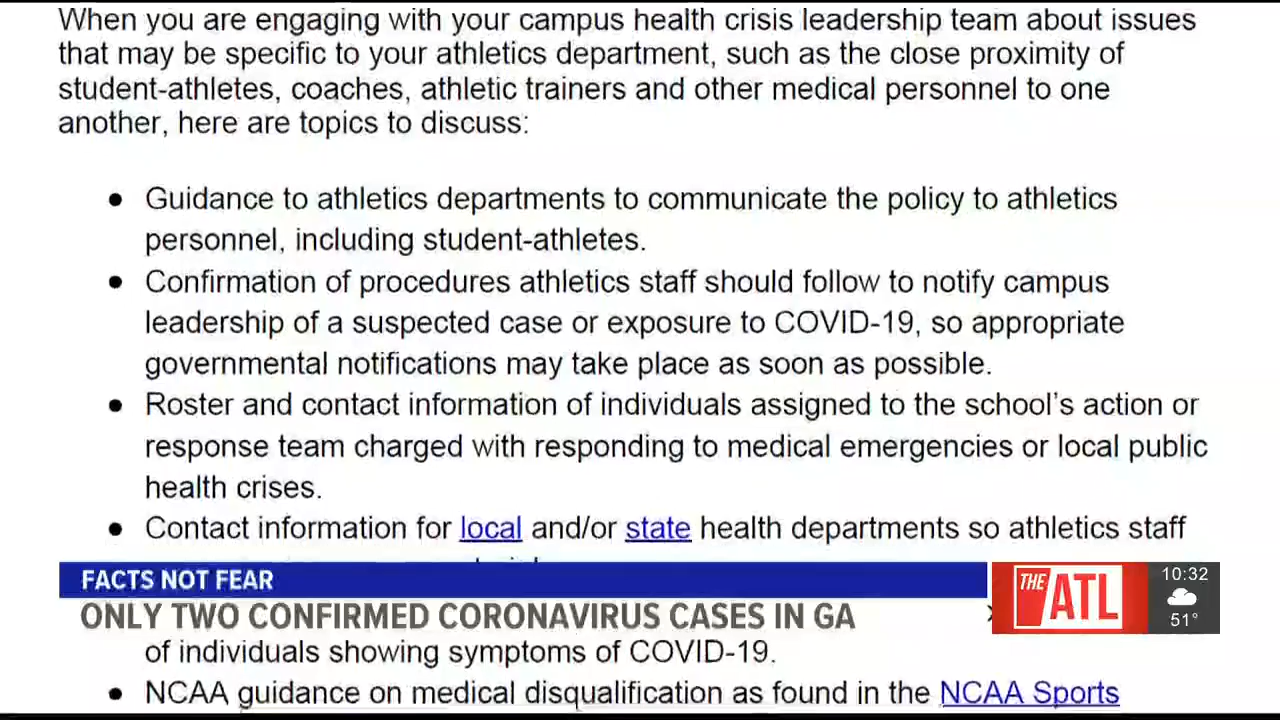 When you are engaging with your campus health crisis leadership team about issues
that may be specific to your athletics department, such as the close proximity of
student-athletes, coaches, athletic trainers and other medical personnel to one
another, here are topics to discuss:
● Guidance to athletics departments to communicate the policy to athletics
personnel, including student-athletes.
● Confirmation of procedures athletics staff should follow to notify campus
leadership of a suspected case or exposure to COVID-19, so appropriate
governmental notifications may take place as soon as possible.
● Roster and contact information of individuals assigned to the school's action or
response team charged with responding to medical emergencies or local public
health crises.
● Contact information for local and/or state health departments so athletics staff
FACTS NOT FEAR
ONLY TWO CONFIRMED CORONAVIRUS CASES IN GA
THE
ATL
10:32
51°
of individuals showing symptoms of COVID-19.
● NCAA guidance on medical disqualification as found in the NCAA Sports